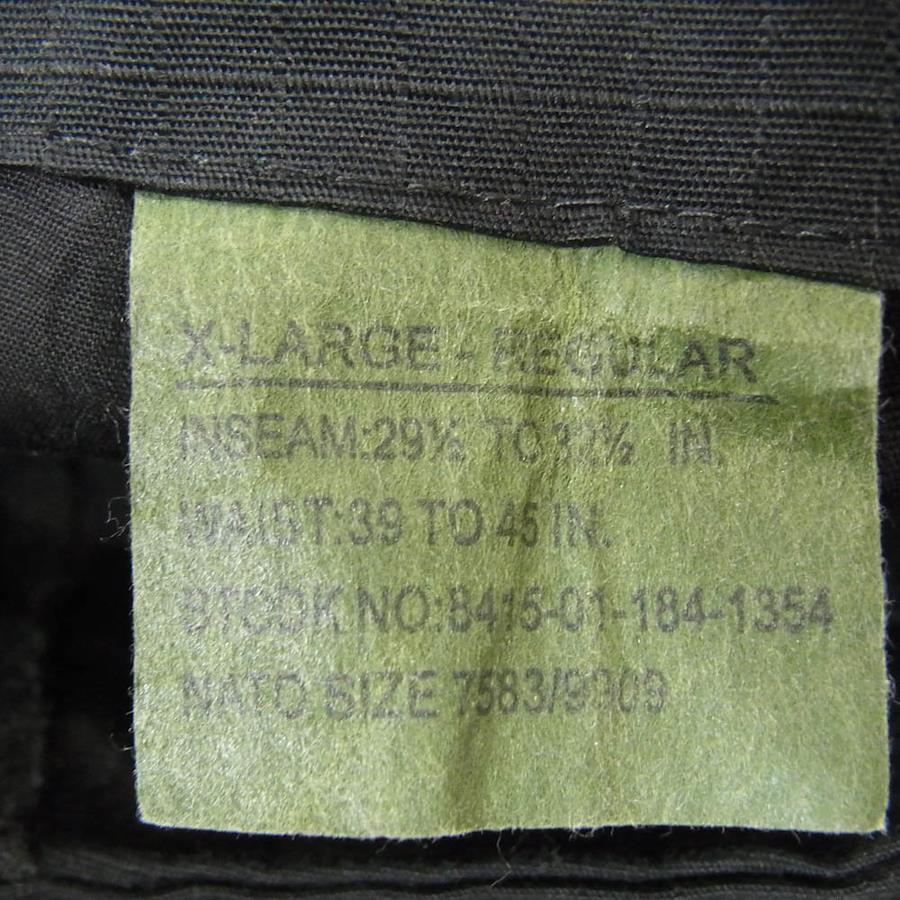 X-LARGE - REGULAR
INSEAM:29½ TO 32½ IN.
WAIST:39 TO 45 IN.
STCOK NO:8415-01-184-1354
NATO SIZE 7583/9909